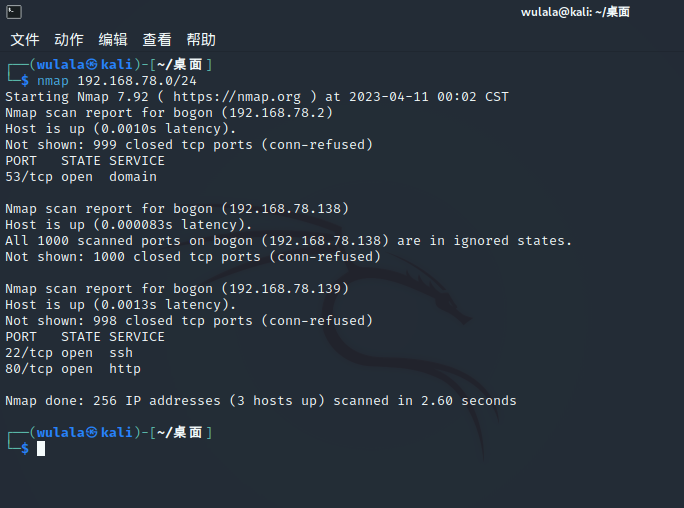 wulala@kali: ~/桌面
文件 动作 编辑 查看 帮助
┌──(wulala㉿kali)-[~/桌面]
└─$ nmap 192.168.78.0/24
Starting Nmap 7.92 ( https://nmap.org ) at 2023-04-11 00:02 CST
Nmap scan report for bogon (192.168.78.2)
Host is up (0.0010s latency).
Not shown: 999 closed tcp ports (conn-refused)
PORT   STATE SERVICE
53/tcp open  domain

Nmap scan report for bogon (192.168.78.138)
Host is up (0.000083s latency).
All 1000 scanned ports on bogon (192.168.78.138) are in ignored states.
Not shown: 1000 closed tcp ports (conn-refused)

Nmap scan report for bogon (192.168.78.139)
Host is up (0.0013s latency).
Not shown: 998 closed tcp ports (conn-refused)
PORT   STATE SERVICE
22/tcp open  ssh
80/tcp open  http

Nmap done: 256 IP addresses (3 hosts up) scanned in 2.60 seconds

┌──(wulala㉿kali)-[~/桌面]
└─$